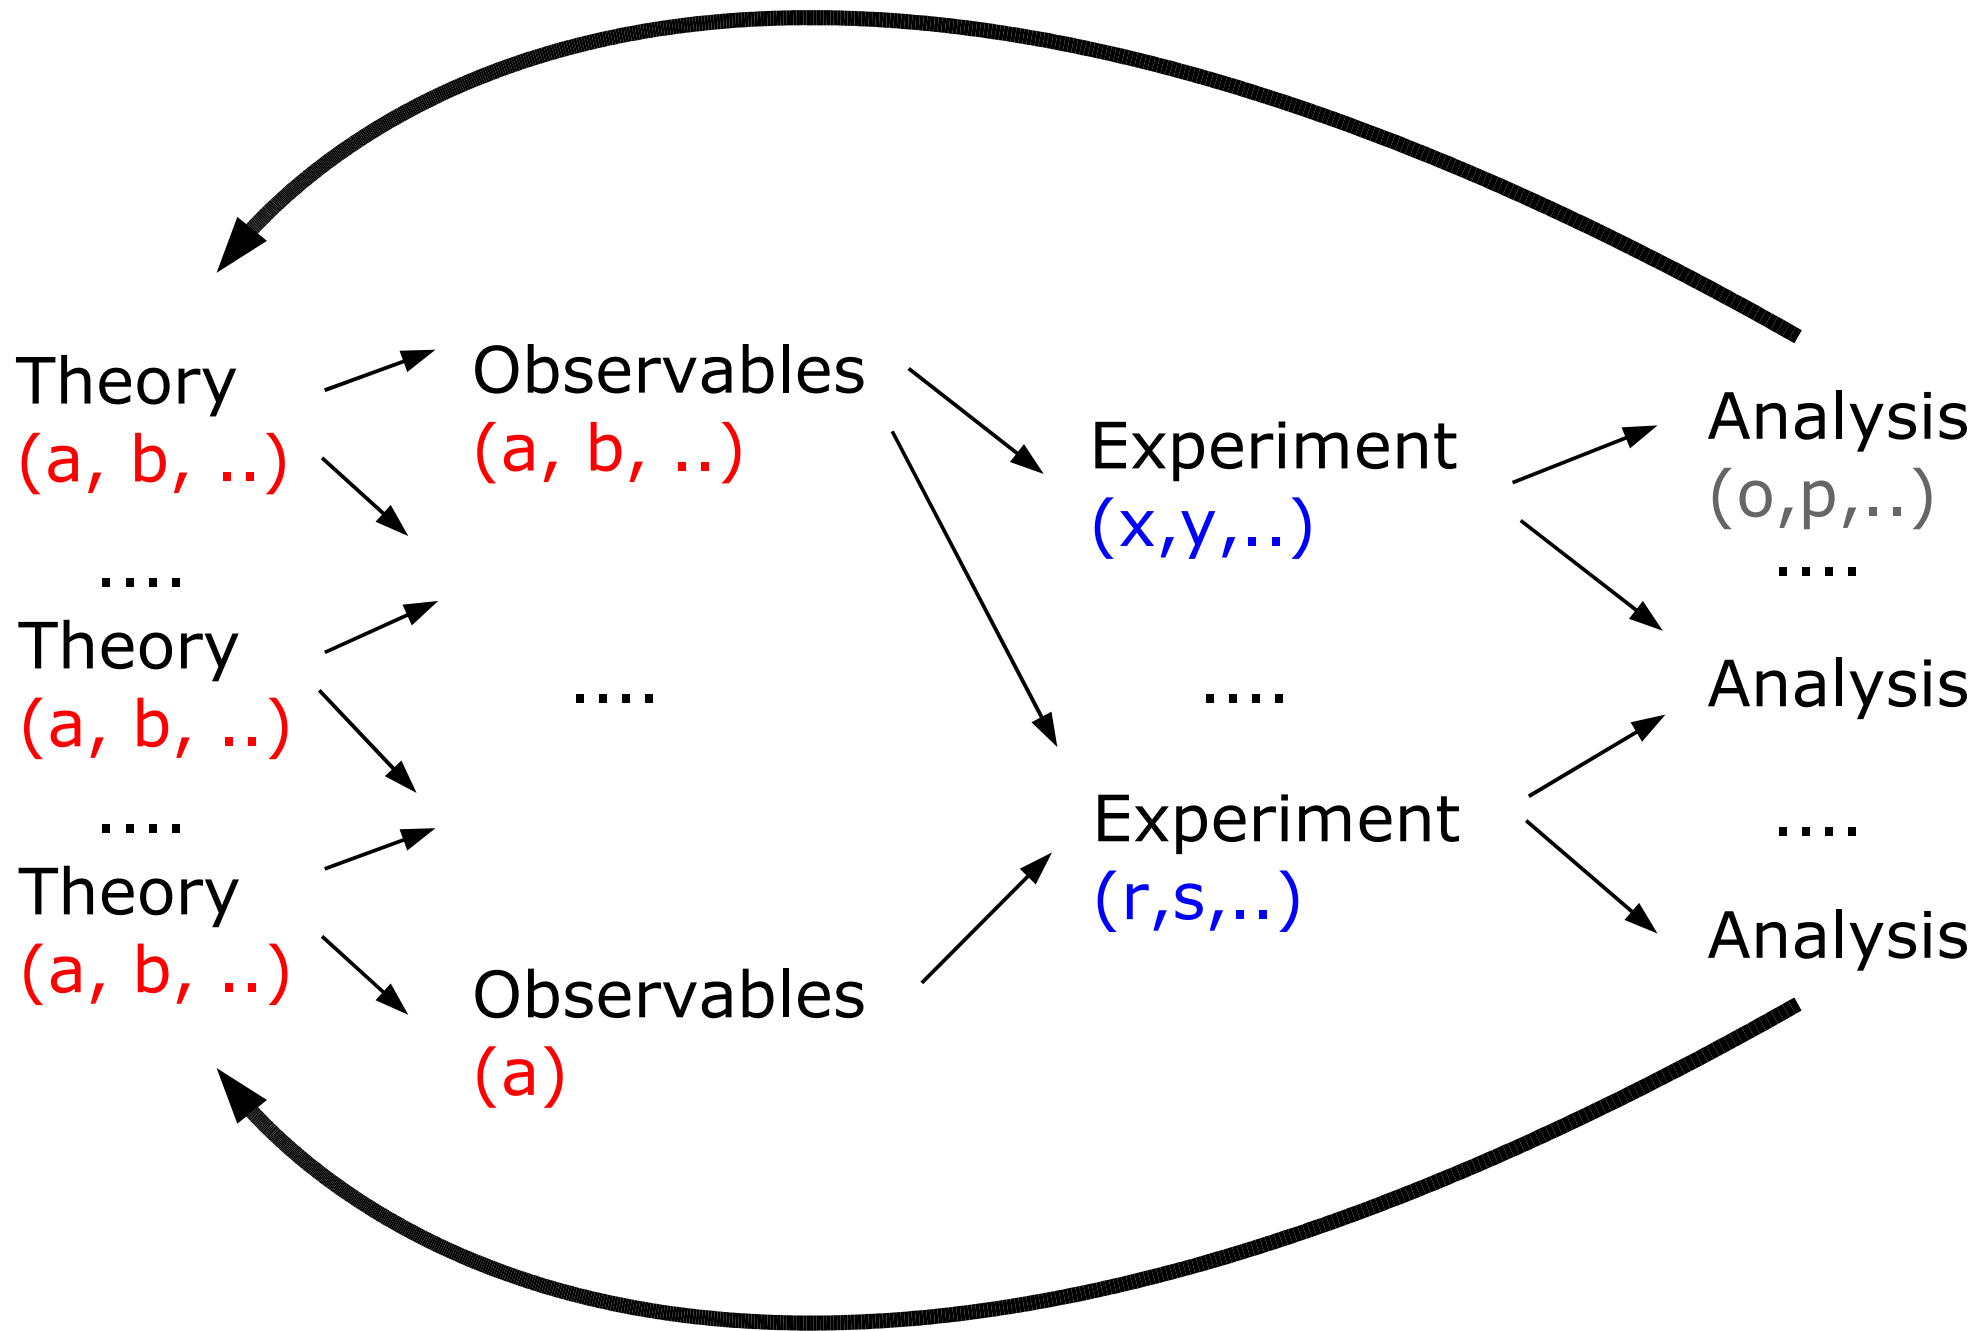 Theory
(a, b, ..)
....
Theory
(a, b, ..)
....
Theory
(a, b, ..)
Observables
(a, b, ..)
....
Observables
(a)
Experiment
(x,y,..)
....
Experiment
(r,s,..)
Analysis
(o,p,..)
....
Analysis
....
Analysis